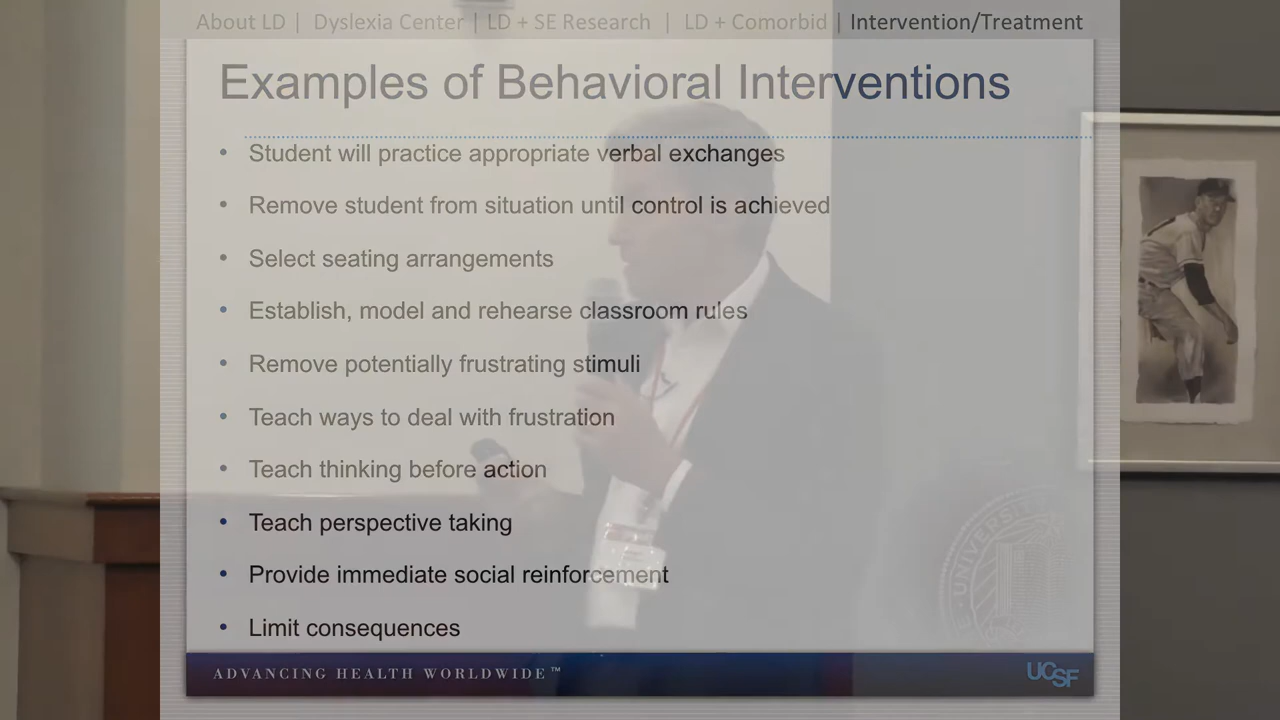 About LD | Dyslexia Center | LD + SE Research | LD + Comorbid | Intervention/Treatment
Examples of Behavioral Interventions
• Student will practice appropriate verbal exchanges
• Remove student from situation until control is achieved
• Select seating arrangements
• Establish, model and rehearse classroom rules
• Remove potentially frustrating stimuli
• Teach ways to deal with frustration
• Teach thinking before action
• Teach perspective taking
• Provide immediate social reinforcement
• Limit consequences
ADVANCING HEALTH WORLDWIDE™
UCSF
UNIVERSI